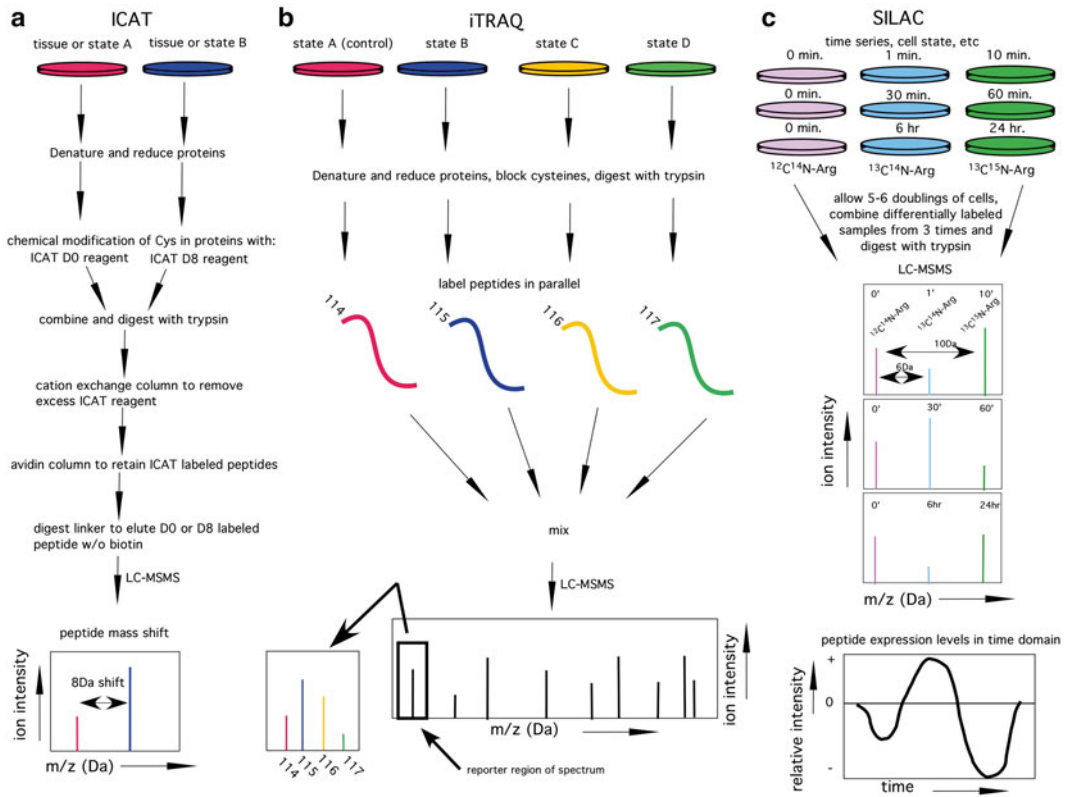 a
ICAT
tissue or state A
tissue or state B
Denature and reduce proteins
chemical modification of Cys in proteins with:
ICAT D0 reagent
ICAT D8 reagent
combine and digest with trypsin
cation exchange column to remove
excess ICAT reagent
avidin column to retain ICAT labeled peptides
digest linker to elute D0 or D8 labeled
peptide w/o biotin
LC-MSMS
peptide mass shift
8Da shift
ion intensity
m/z (Da)
b
iTRAQ
state A (control)
state B
state C
state D
Denature and reduce proteins, block cysteines, digest with trypsin
label peptides in parallel
114
115
116
117
mix
LC-MSMS
ion intensity
m/z (Da)
114
115
116
117
reporter region of spectrum
c
SILAC
time series, cell state, etc
0 min.
1 min.
10 min.
0 min.
30 min.
60 min.
0 min.
6 hr
24 hr.
¹²C¹⁴N-Arg
¹³C¹⁴N-Arg
¹³C¹⁵N-Arg
allow 5-6 doublings of cells,
combine differentially labeled
samples from 3 times and
digest with trypsin
LC-MSMS
0'
1'
10'
¹²C¹⁴N-Arg
¹³C¹⁴N-Arg
¹³C¹⁵N-Arg
10Da
6Da
0'
30'
60'
ion intensity
0'
6hr
24hr
m/z (Da)
peptide expression levels in time domain
relative intensity
+
0
-
time